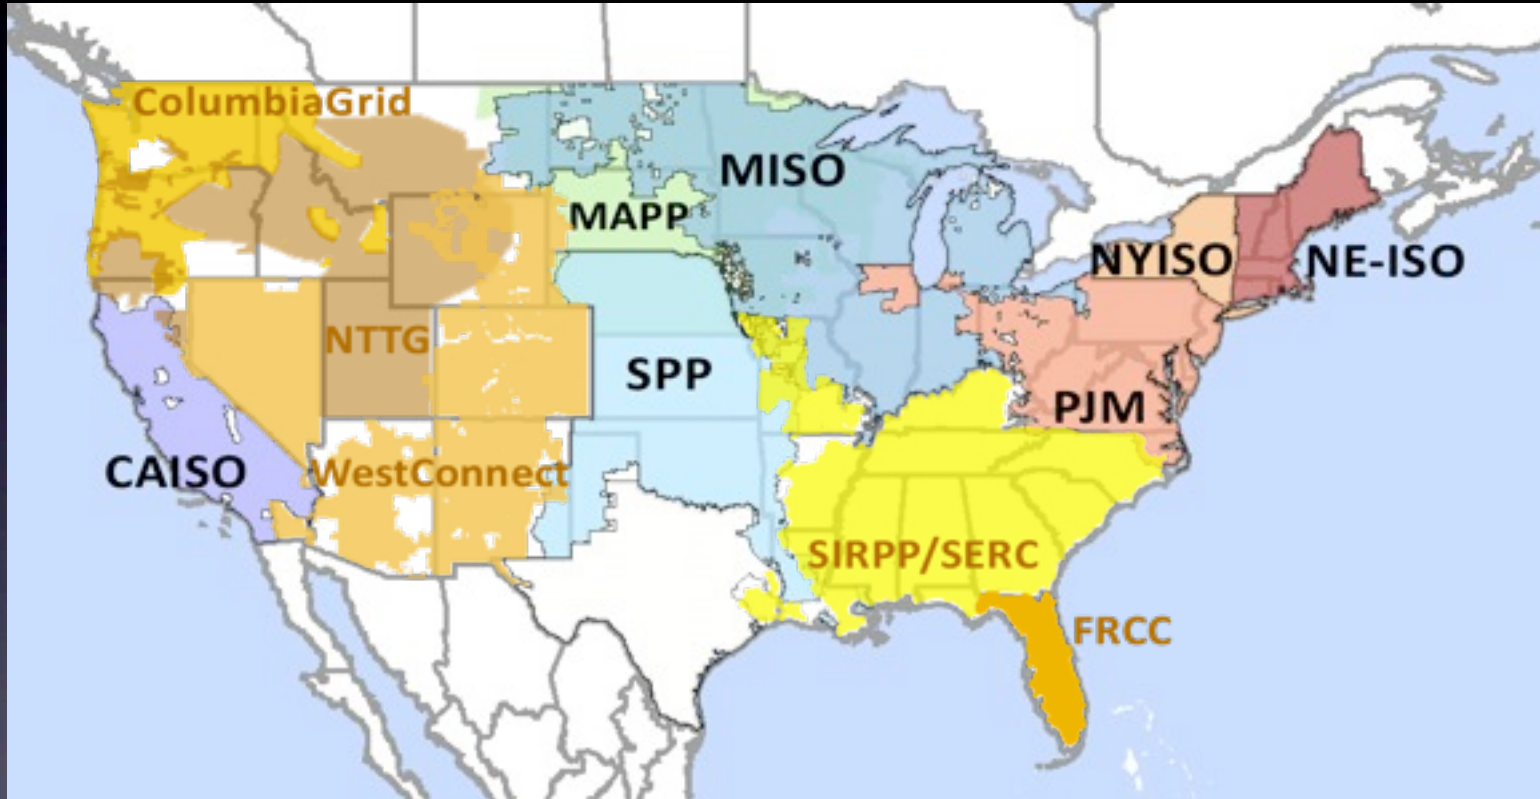 ColumbiaGrid
MISO
MAPP
NYISO
NE-ISO
NTTG
SPP
PJM
CAISO
WestConnect
SIRPP/SERC
FRCC